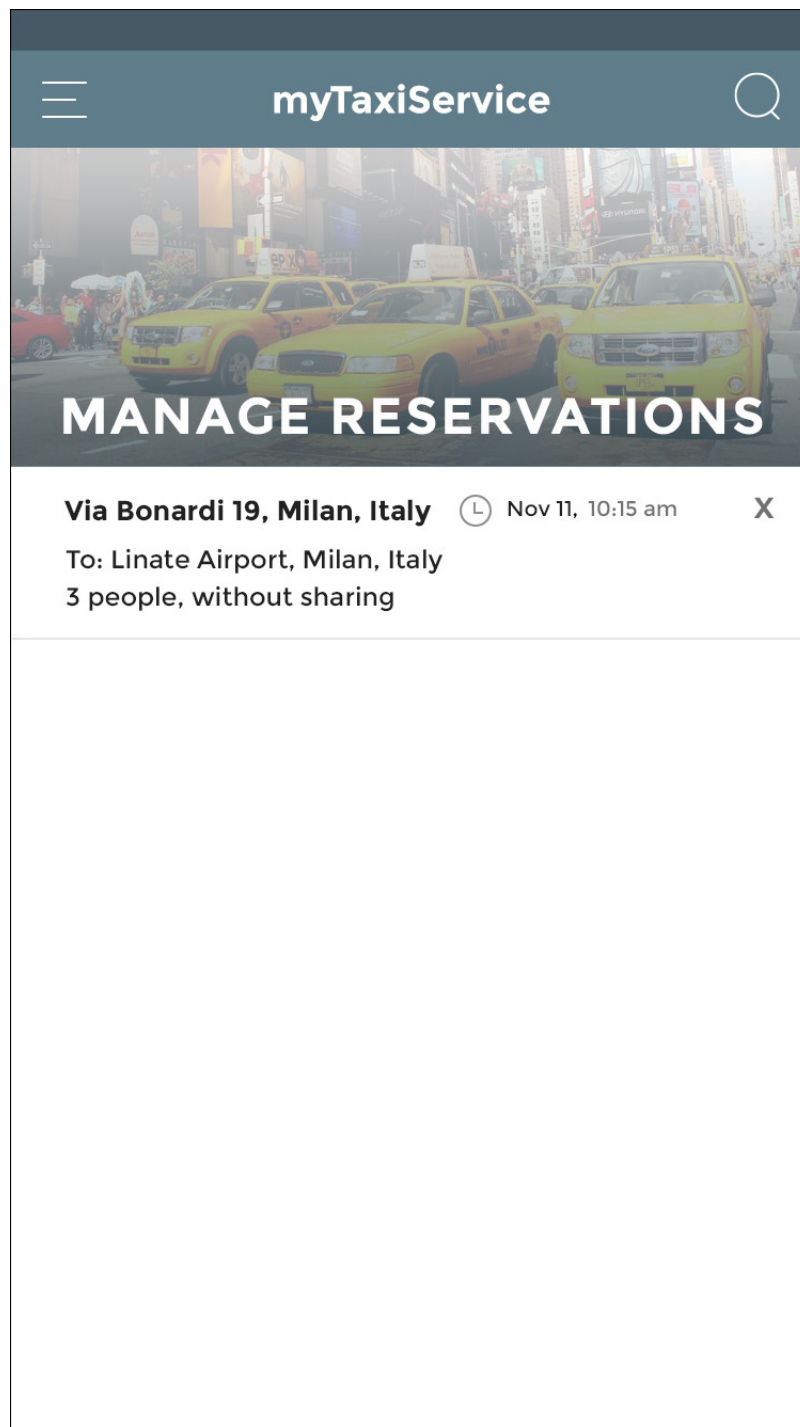 myTaxiService
MANAGE RESERVATIONS
Via Bonardi 19, Milan, Italy Nov 11, 10:15 am X
To: Linate Airport, Milan, Italy
3 people, without sharing